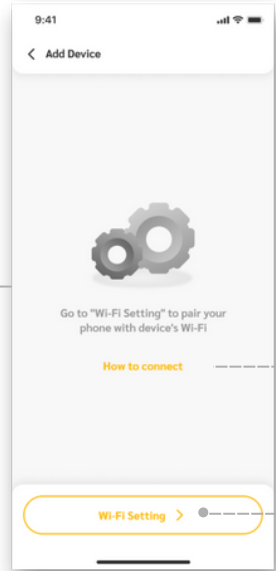 9:41
Add Device
Go to "Wi-Fi Setting" to pair your
phone with device's Wi-Fi
How to connect
Wi-Fi Setting